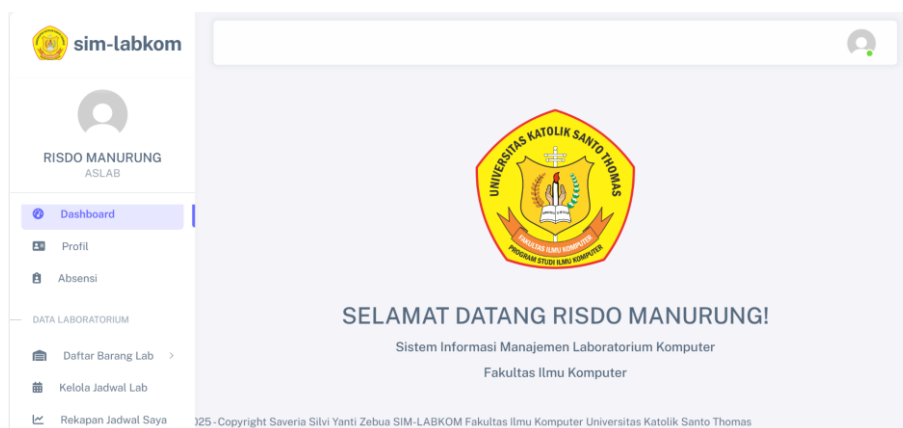 sim-labkom
RISDO MANURUNG
ASLAB
Dashboard
Profil
Absensi
DATA LABORATORIUM
Daftar Barang Lab
Kelola Jadwal Lab
Rekapan Jadwal Saya
UNIVERSITAS KATOLIK SANTO THOMAS
FAKULTAS ILMU KOMPUTER
PROGRAM STUDI ILMU KOMPUTER
SELAMAT DATANG RISDO MANURUNG!
Sistem Informasi Manajemen Laboratorium Komputer
Fakultas Ilmu Komputer
025 - Copyright Saveria Silvi Yanti Zebua SIM-LABKOM Fakultas Ilmu Komputer Universitas Katolik Santo Thomas